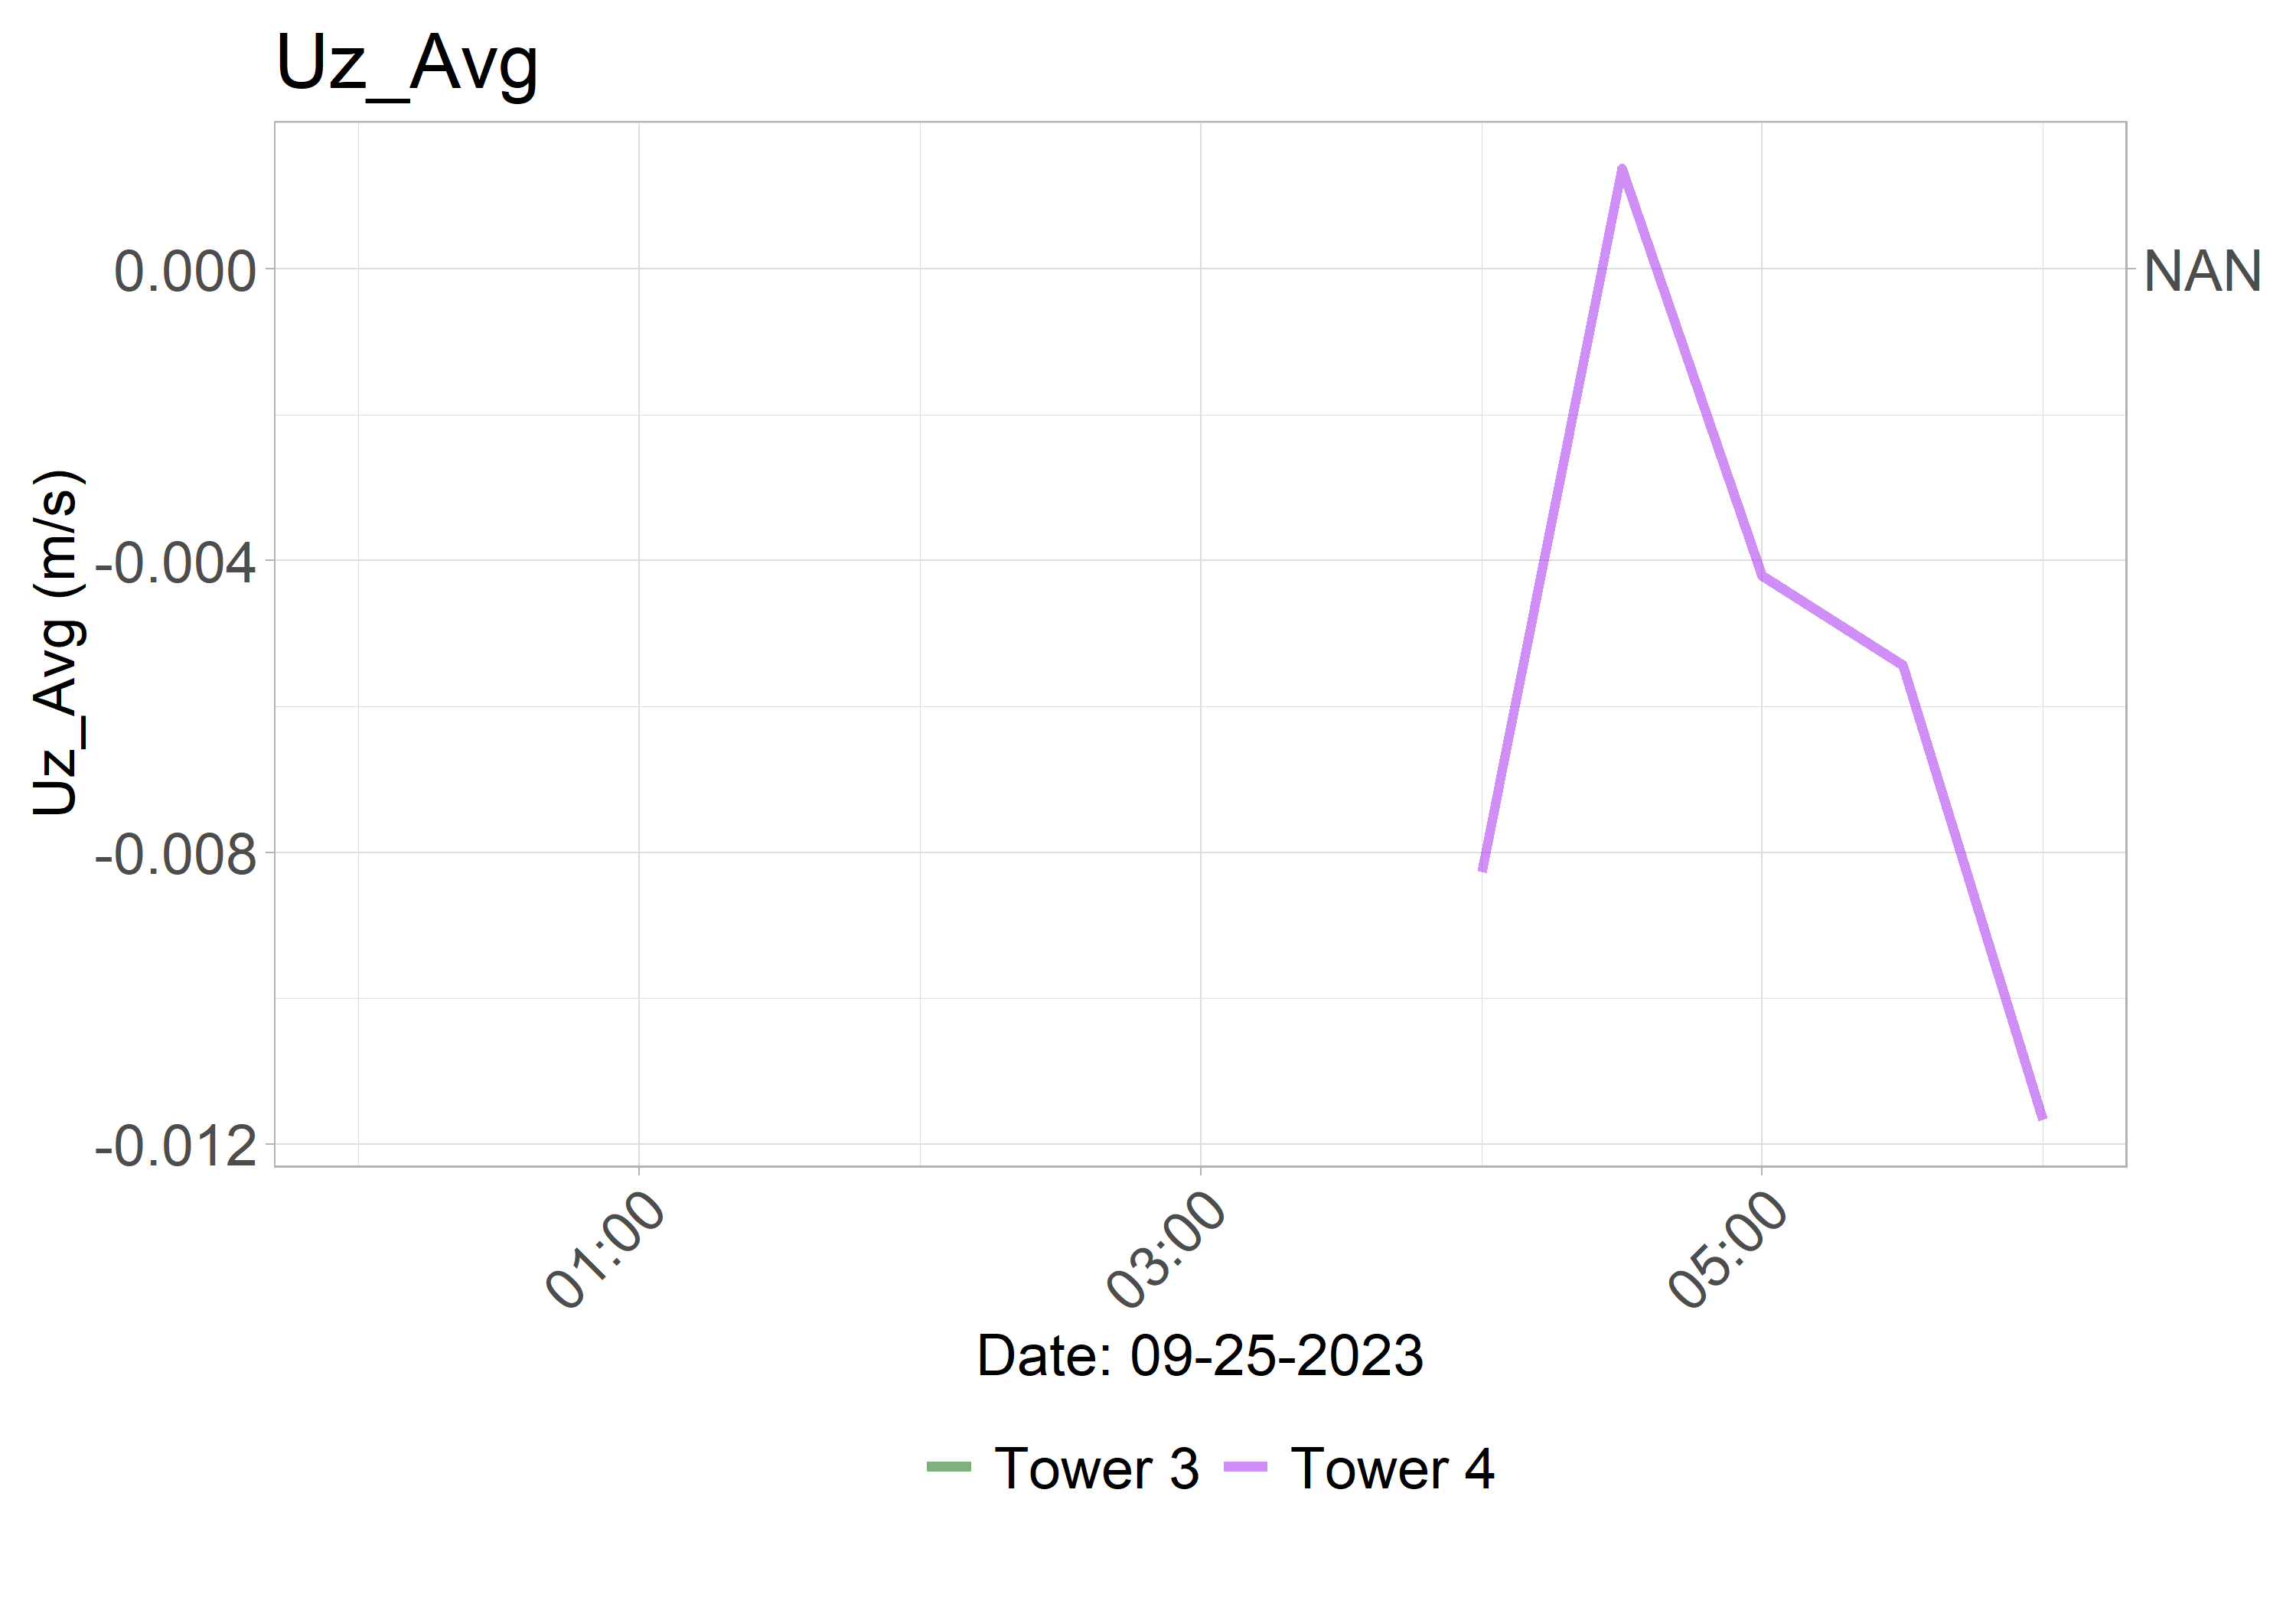 Uz_Avg
Uz_Avg (m/s)
0.000
-0.004
-0.008
-0.012
NAN
01:00
03:00
05:00
Date: 09-25-2023
Tower 3
Tower 4